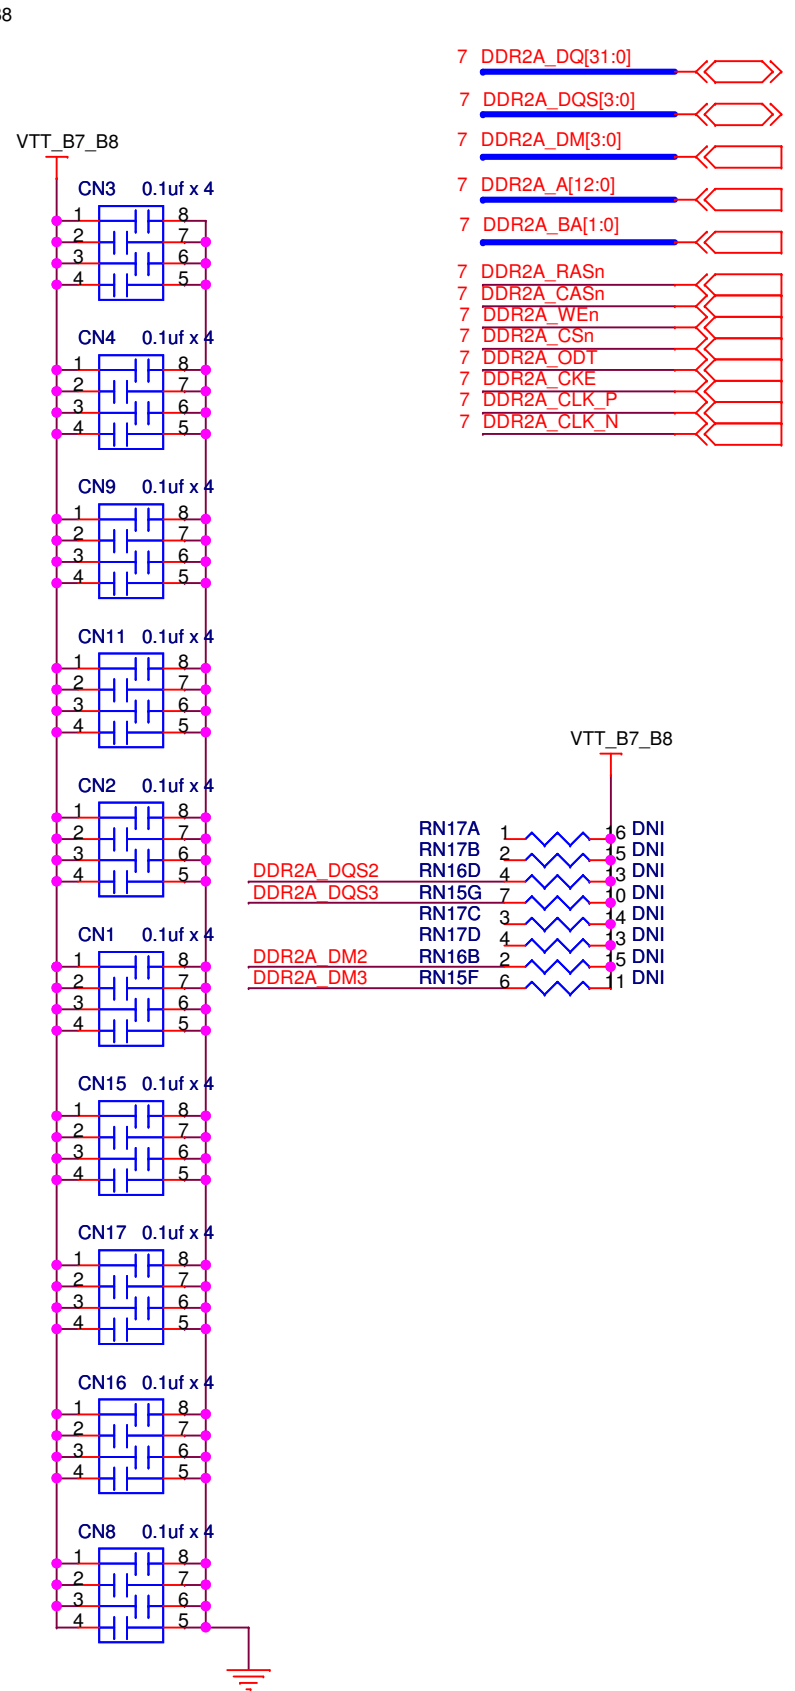 38
7 DDR2A_DQ[31:0]
7 DDR2A_DQS[3:0]
7 DDR2A_DM[3:0]
7 DDR2A_A[12:0]
7 DDR2A_BA[1:0]
7 DDR2A_RASn
7 DDR2A_CASn
7 DDR2A_WEn
7 DDR2A_CSn
7 DDR2A_ODT
7 DDR2A_CKE
7 DDR2A_CLK_P
7 DDR2A_CLK_N
VTT_B7_B8
CN3 0.1uf x 4
1 8
2 7
3 6
4 5
CN4 0.1uf x 4
1 8
2 7
3 6
4 5
CN9 0.1uf x 4
1 8
2 7
3 6
4 5
CN11 0.1uf x 4
1 8
2 7
3 6
4 5
CN2 0.1uf x 4
1 8
2 7
3 6
4 5
CN1 0.1uf x 4
1 8
2 7
3 6
4 5
CN15 0.1uf x 4
1 8
2 7
3 6
4 5
CN17 0.1uf x 4
1 8
2 7
3 6
4 5
CN16 0.1uf x 4
1 8
2 7
3 6
4 5
CN8 0.1uf x 4
1 8
2 7
3 6
4 5
VTT_B7_B8
RN17A 1 16 DNI
RN17B 2 15 DNI
DDR2A_DQS2 RN16D 4 13 DNI
DDR2A_DQS3 RN15G 7 10 DNI
RN17C 3 14 DNI
RN17D 4 13 DNI
DDR2A_DM2 RN16B 2 15 DNI
DDR2A_DM3 RN15F 6 11 DNI